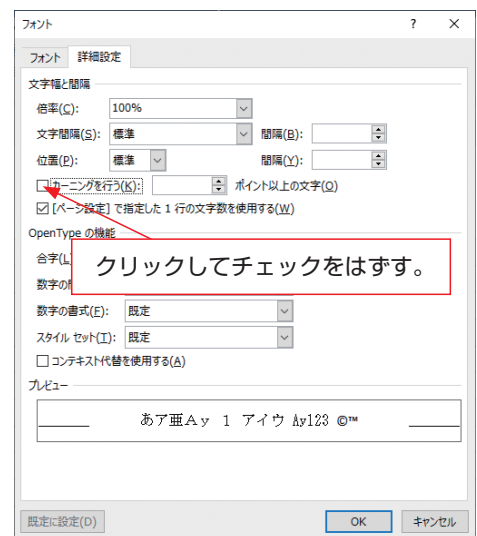 フォント ? ×
フォント 詳細設定
文字幅と間隔
倍率(C): 100%
文字間隔(S): 標準 間隔(B):
位置(P): 標準 間隔(Y):
カーニングを行う(K): ポイント以上の文字(O)
[ページ設定] で指定した 1 行の文字数を使用する(W)
OpenType の機能
合字(L
クリックしてチェックをはずす。
数字の
数字の書式(F): 既定
スタイル セット(T): 既定
コンテキスト代替を使用する(A)
プレビュー
あア亜Ay 1 アイウ Ay123 ©™
既定に設定(D) OK キャンセル